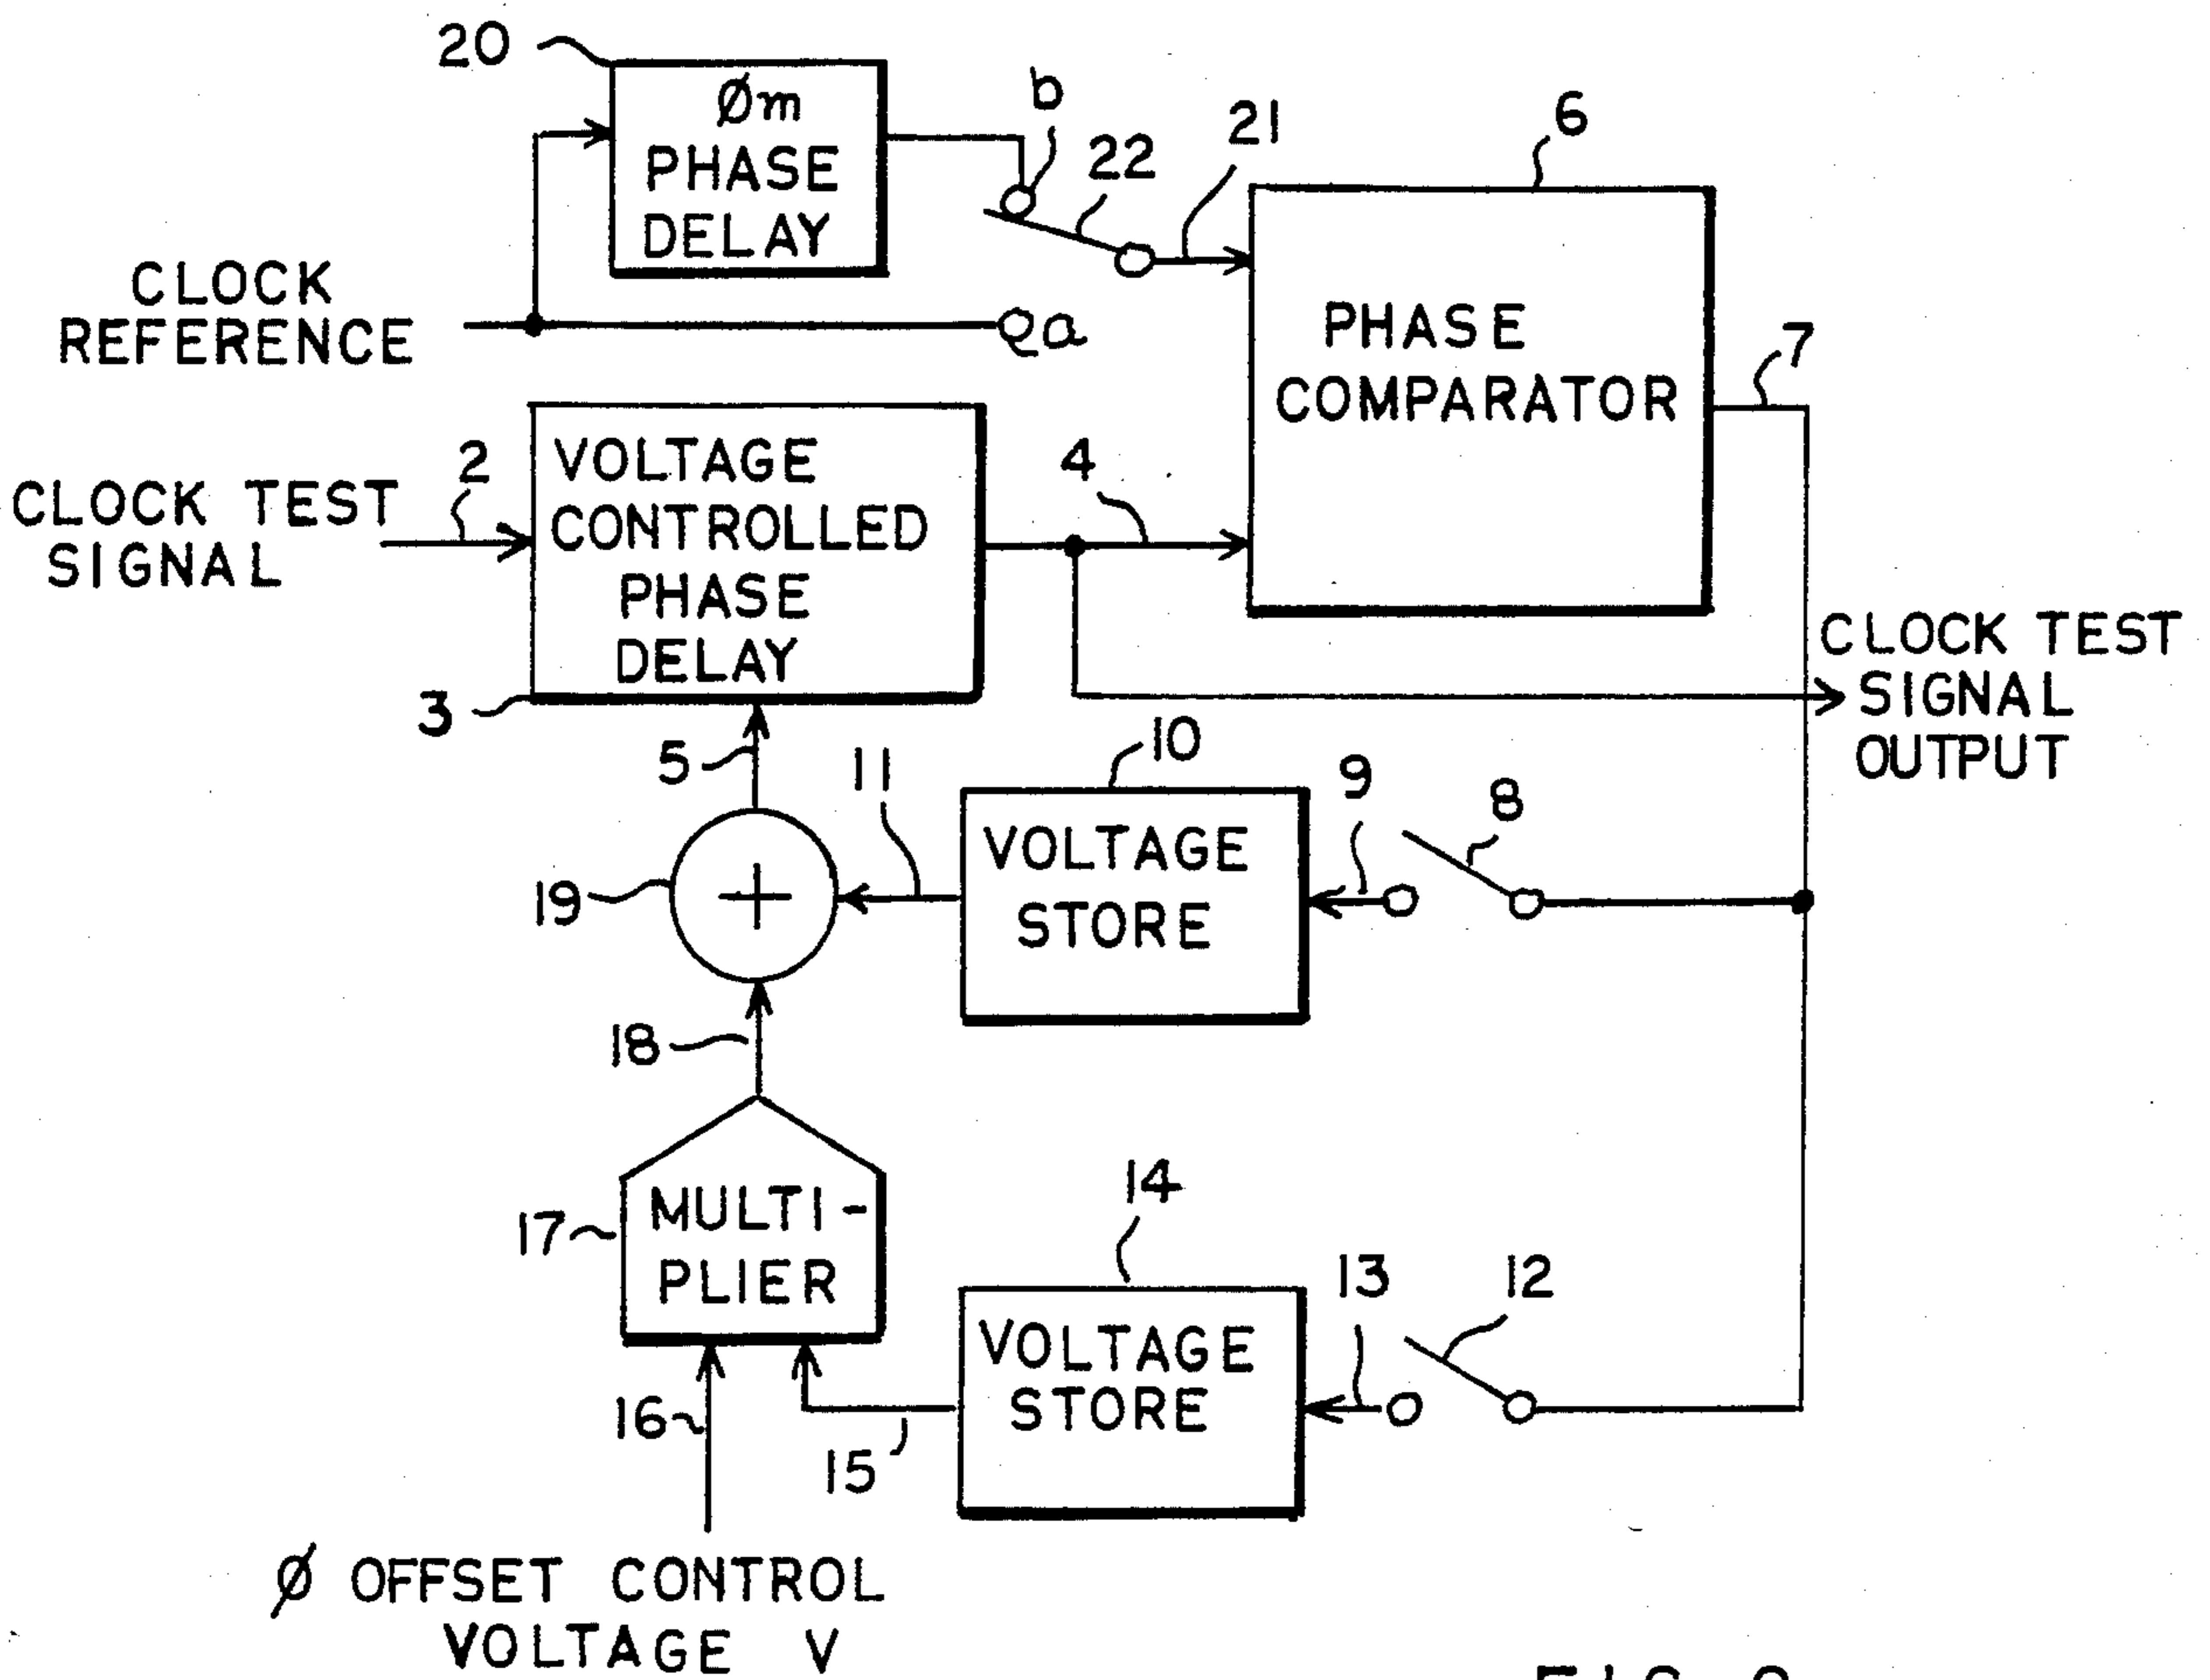 20
Øm
PHASE
DELAY
b
22
21
6
CLOCK
REFERENCE
a
PHASE
COMPARATOR
7
CLOCK TEST
SIGNAL
2
VOLTAGE
CONTROLLED
PHASE
DELAY
3
4
CLOCK TEST
SIGNAL
OUTPUT
5
11
10
VOLTAGE
STORE
9
8
19
+
18
17
MULTI-
PLIER
14
VOLTAGE
STORE
13
12
16
15
Ø OFFSET CONTROL
VOLTAGE V